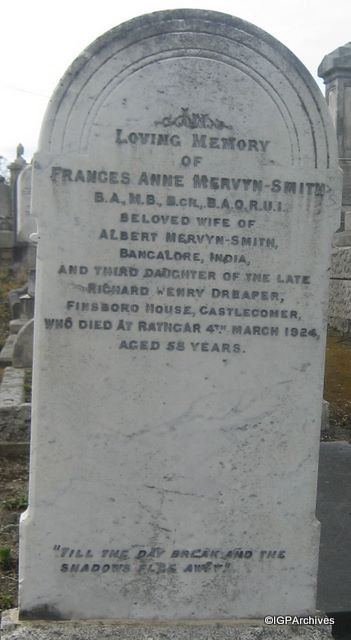 IN
LOVING MEMORY
OF
FRANCES ANNE MERVYN-SMITH
B.A., M.B., B.CH., B.A.O.R.U.I.
BELOVED WIFE OF
ALBERT MERVYN-SMITH,
BANGALORE, INDIA,
AND THIRD DAUGHTER OF THE LATE
RICHARD HENRY DREAPER,
FINSBORO HOUSE, CASTLECOMER,
WHO DIED AT RATHGAR 4TH MARCH 1924,
AGED 58 YEARS.
"TILL THE DAY BREAK AND THE
SHADOWS FLEE AWAY."
©IGPArchives